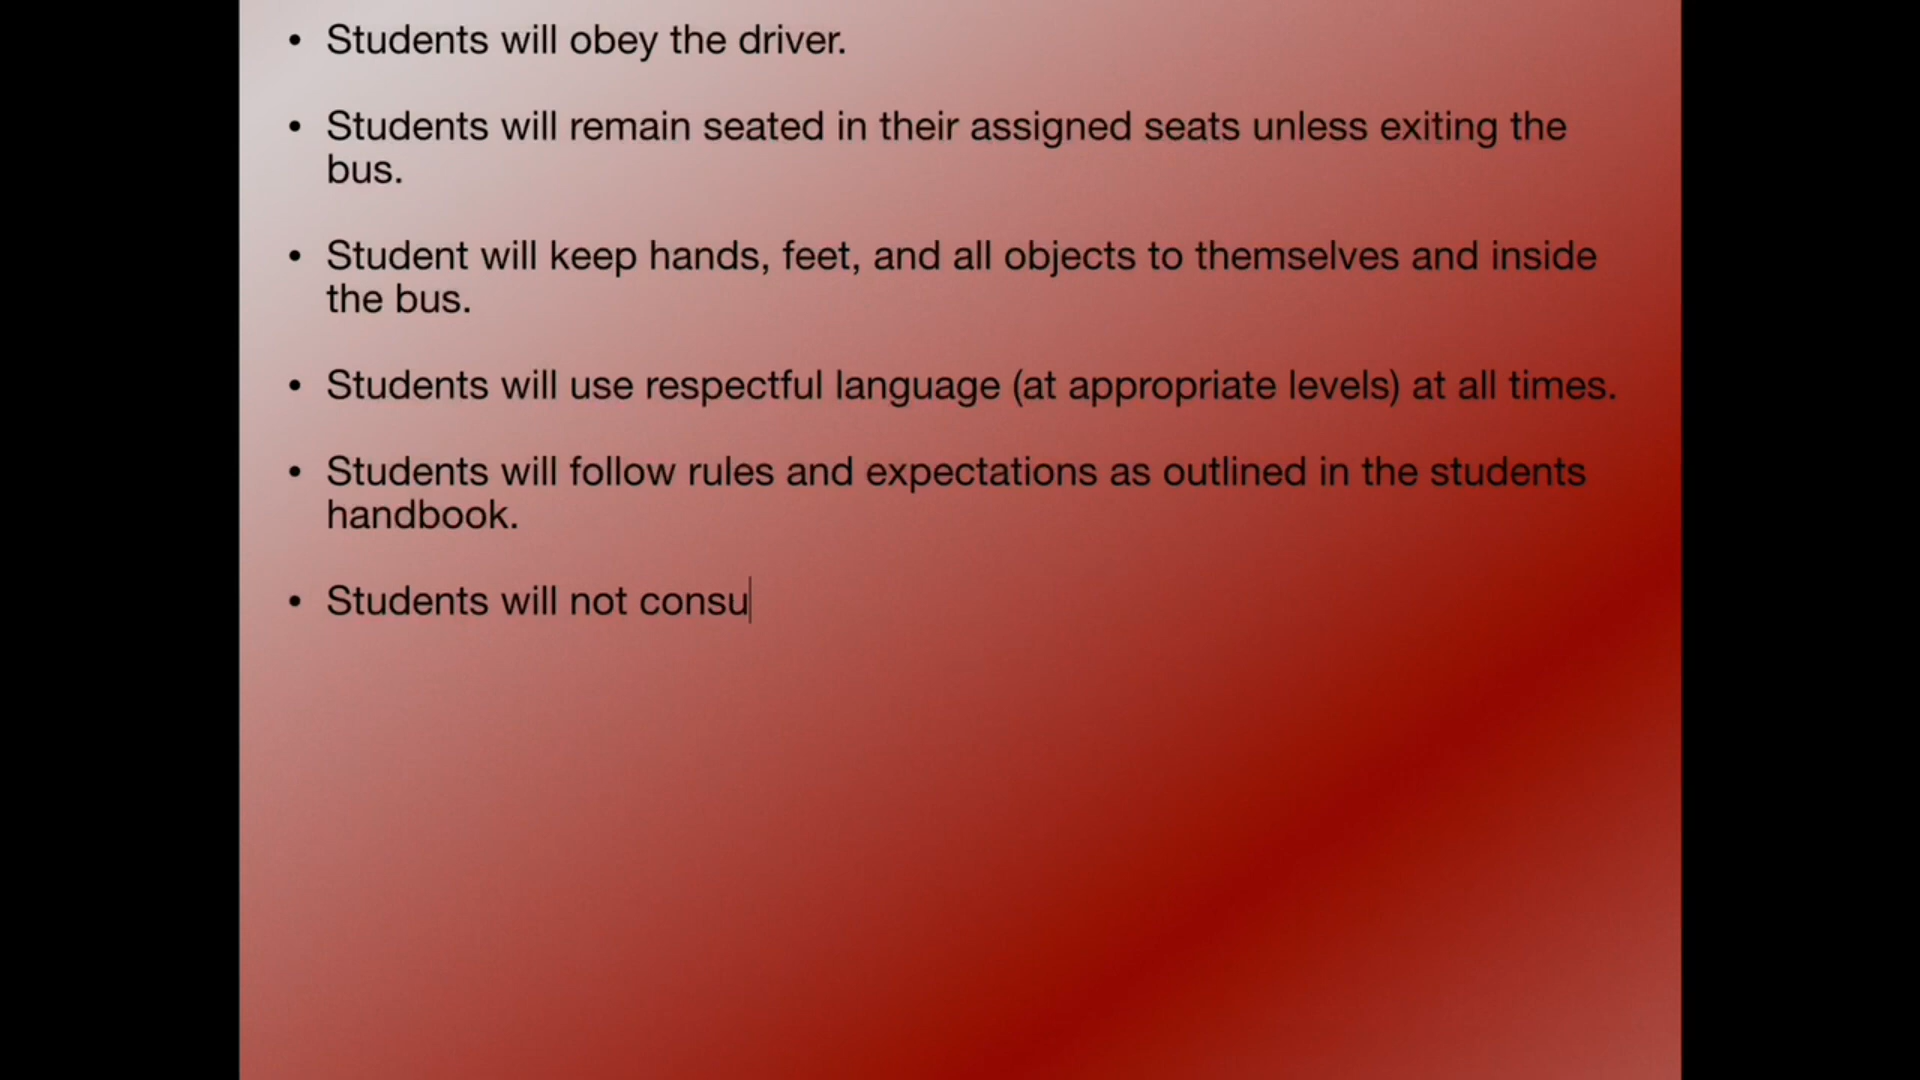 • Students will obey the driver.
• Students will remain seated in their assigned seats unless exiting the
bus.
• Student will keep hands, feet, and all objects to themselves and inside
the bus.
• Students will use respectful language (at appropriate levels) at all times.
• Students will follow rules and expectations as outlined in the students
handbook.
• Students will not consu